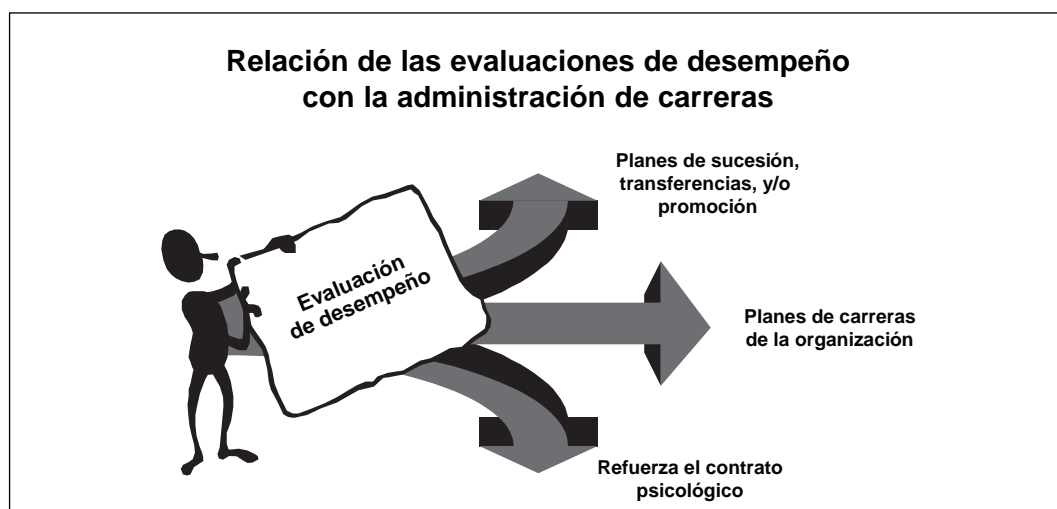 Relación de las evaluaciones de desempeño
con la administración de carreras
Planes de sucesión,
transferencias, y/o
promoción
Evaluación
de desempeño
Planes de carreras
de la organización
Refuerza el contrato
psicológico